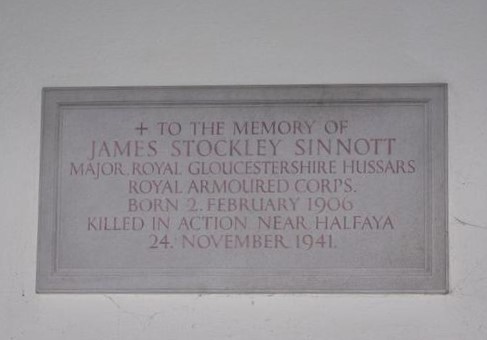 + TO THE MEMORY OF
JAMES STOCKLEY SINNOTT
MAJOR. ROYAL GLOUCESTERSHIRE HUSSARS
ROYAL ARMOURED CORPS.
BORN 2. FEBRUARY 1906
KILLED IN ACTION NEAR HALFAYA
24. NOVEMBER 1941.